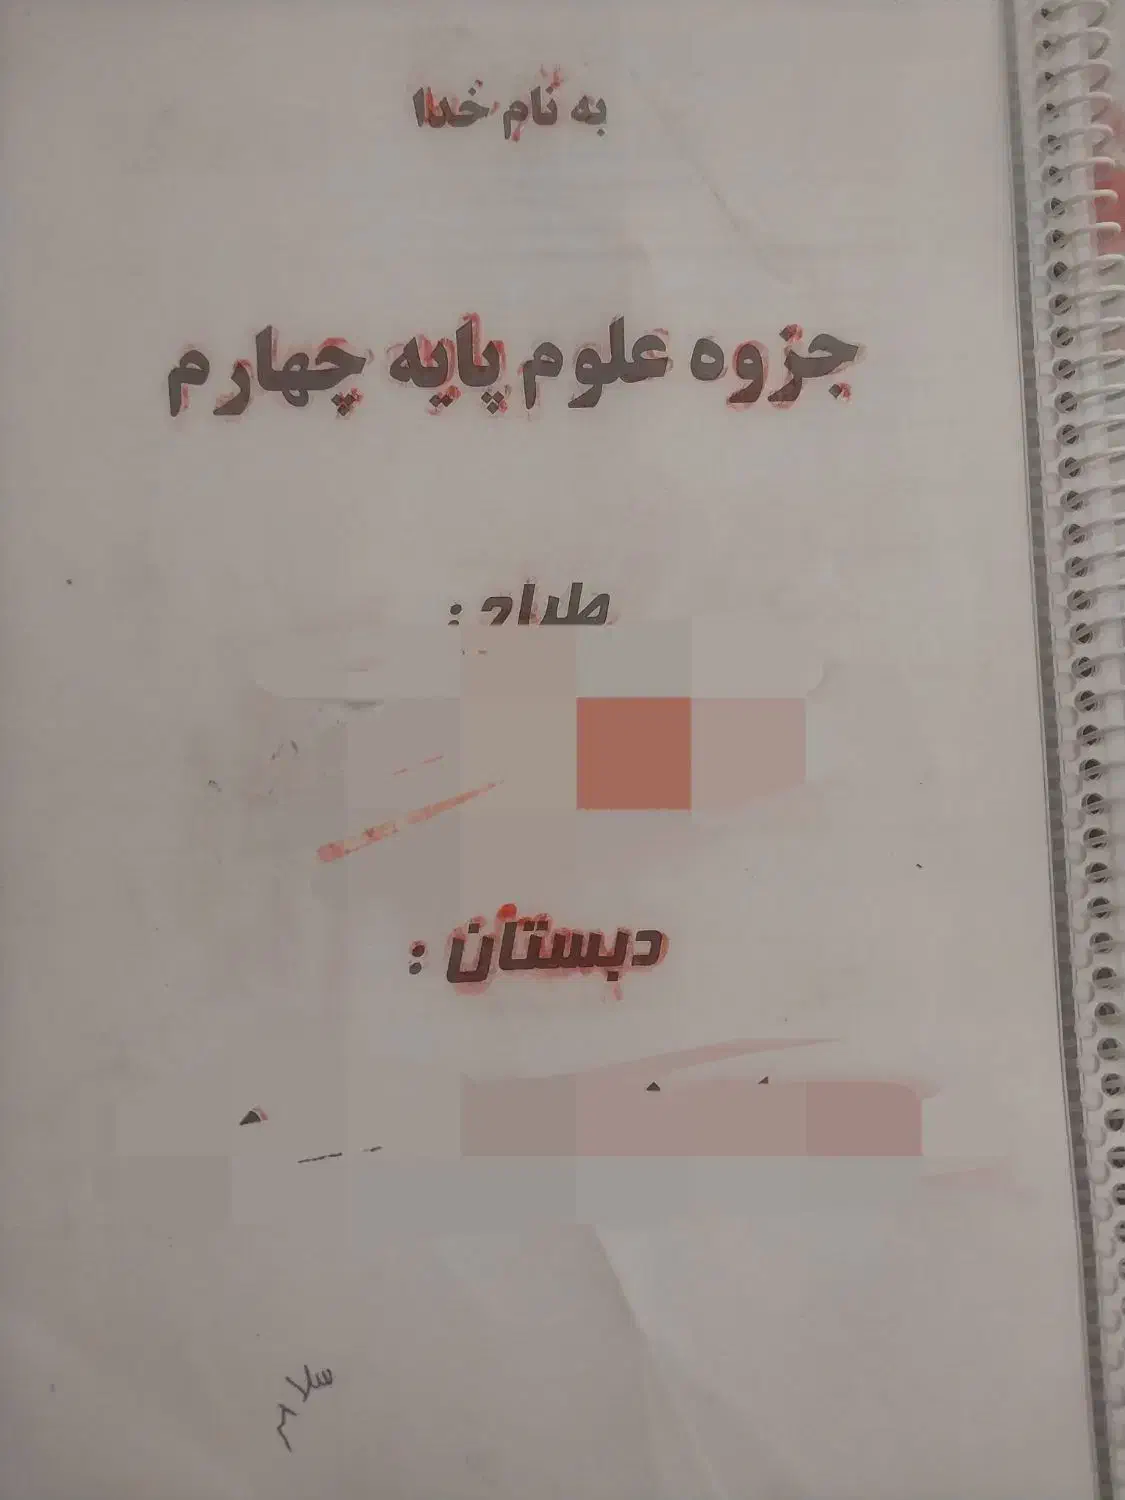 به نام خدا
جزوه علوم پایه چهارم
طراح :
دبستان :
سلام